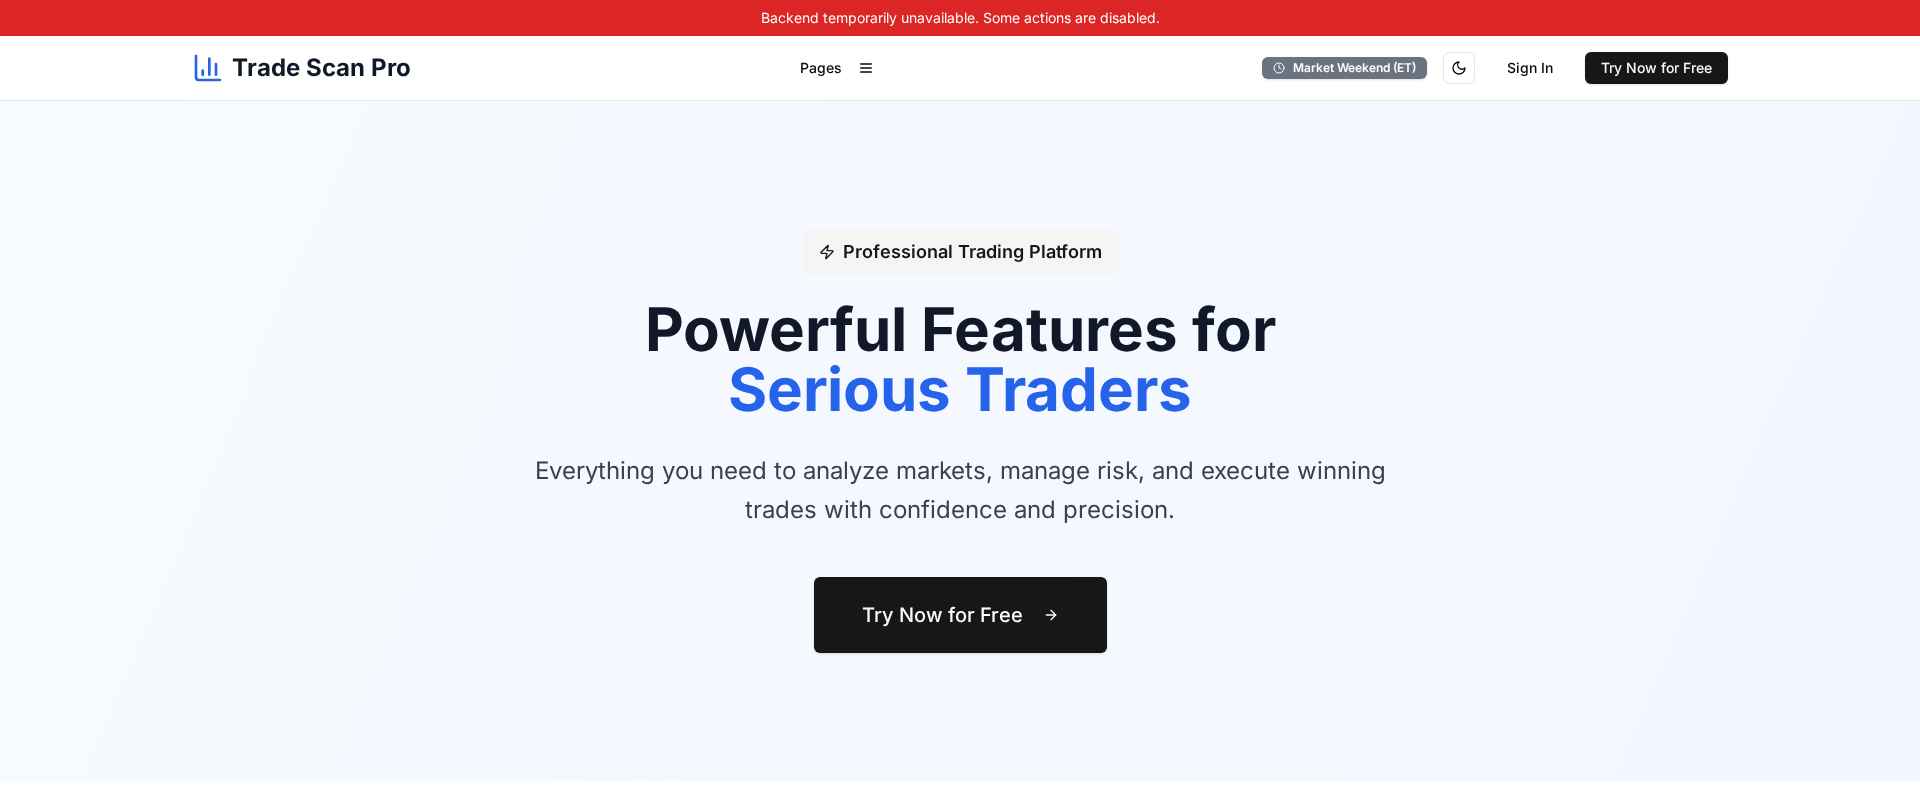 Backend temporarily unavailable. Some actions are disabled.
Trade Scan Pro
Pages
Market Weekend (ET)
Sign In
Try Now for Free
Professional Trading Platform
Powerful Features for
Serious Traders
Everything you need to analyze markets, manage risk, and execute winning
trades with confidence and precision.
Try Now for Free